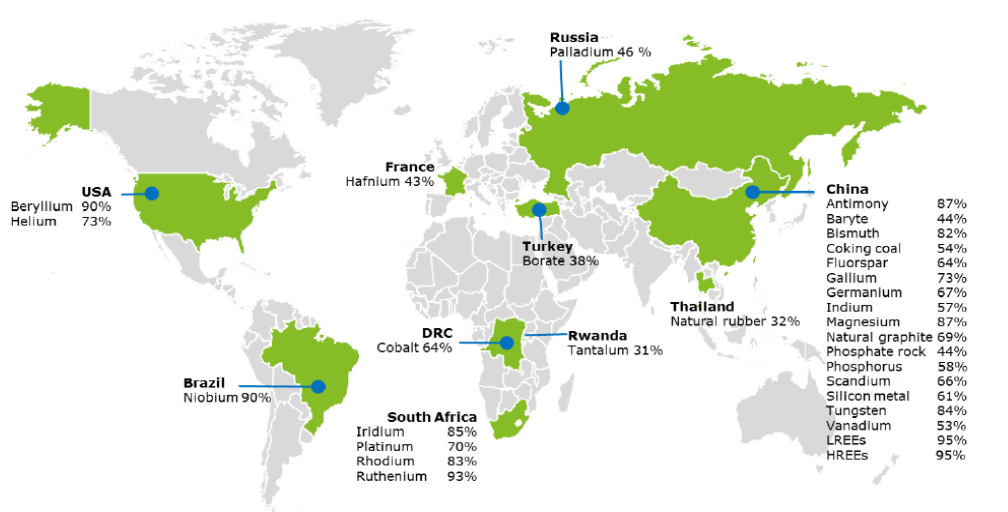 Russia
Palladium 46 %
France
Hafnium 43%
USA
Beryllium 90%
Helium 73%
China
Antimony 87%
Baryte 44%
Bismuth 82%
Coking coal 54%
Fluorspar 64%
Gallium 73%
Germanium 67%
Indium 57%
Magnesium 87%
Natural graphite 69%
Phosphate rock 44%
Phosphorus 58%
Scandium 66%
Silicon metal 61%
Tungsten 84%
Vanadium 53%
LREEs 95%
HREEs 95%
Turkey
Borate 38%
Thailand
Natural rubber 32%
DRC
Cobalt 64%
Rwanda
Tantalum 31%
Brazil
Niobium 90%
South Africa
Iridium 85%
Platinum 70%
Rhodium 83%
Ruthenium 93%